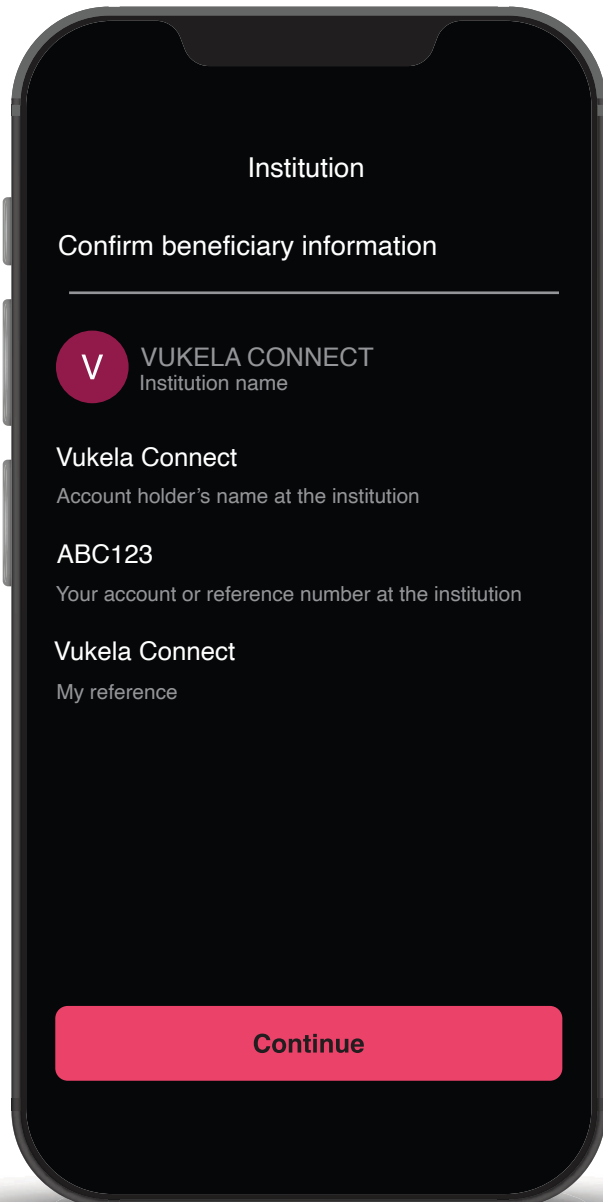 Institution
Confirm beneficiary information
V
VUKELA CONNECT
Institution name
Vukela Connect
Account holder’s name at the institution
ABC123
Your account or reference number at the institution
Vukela Connect
My reference
Continue